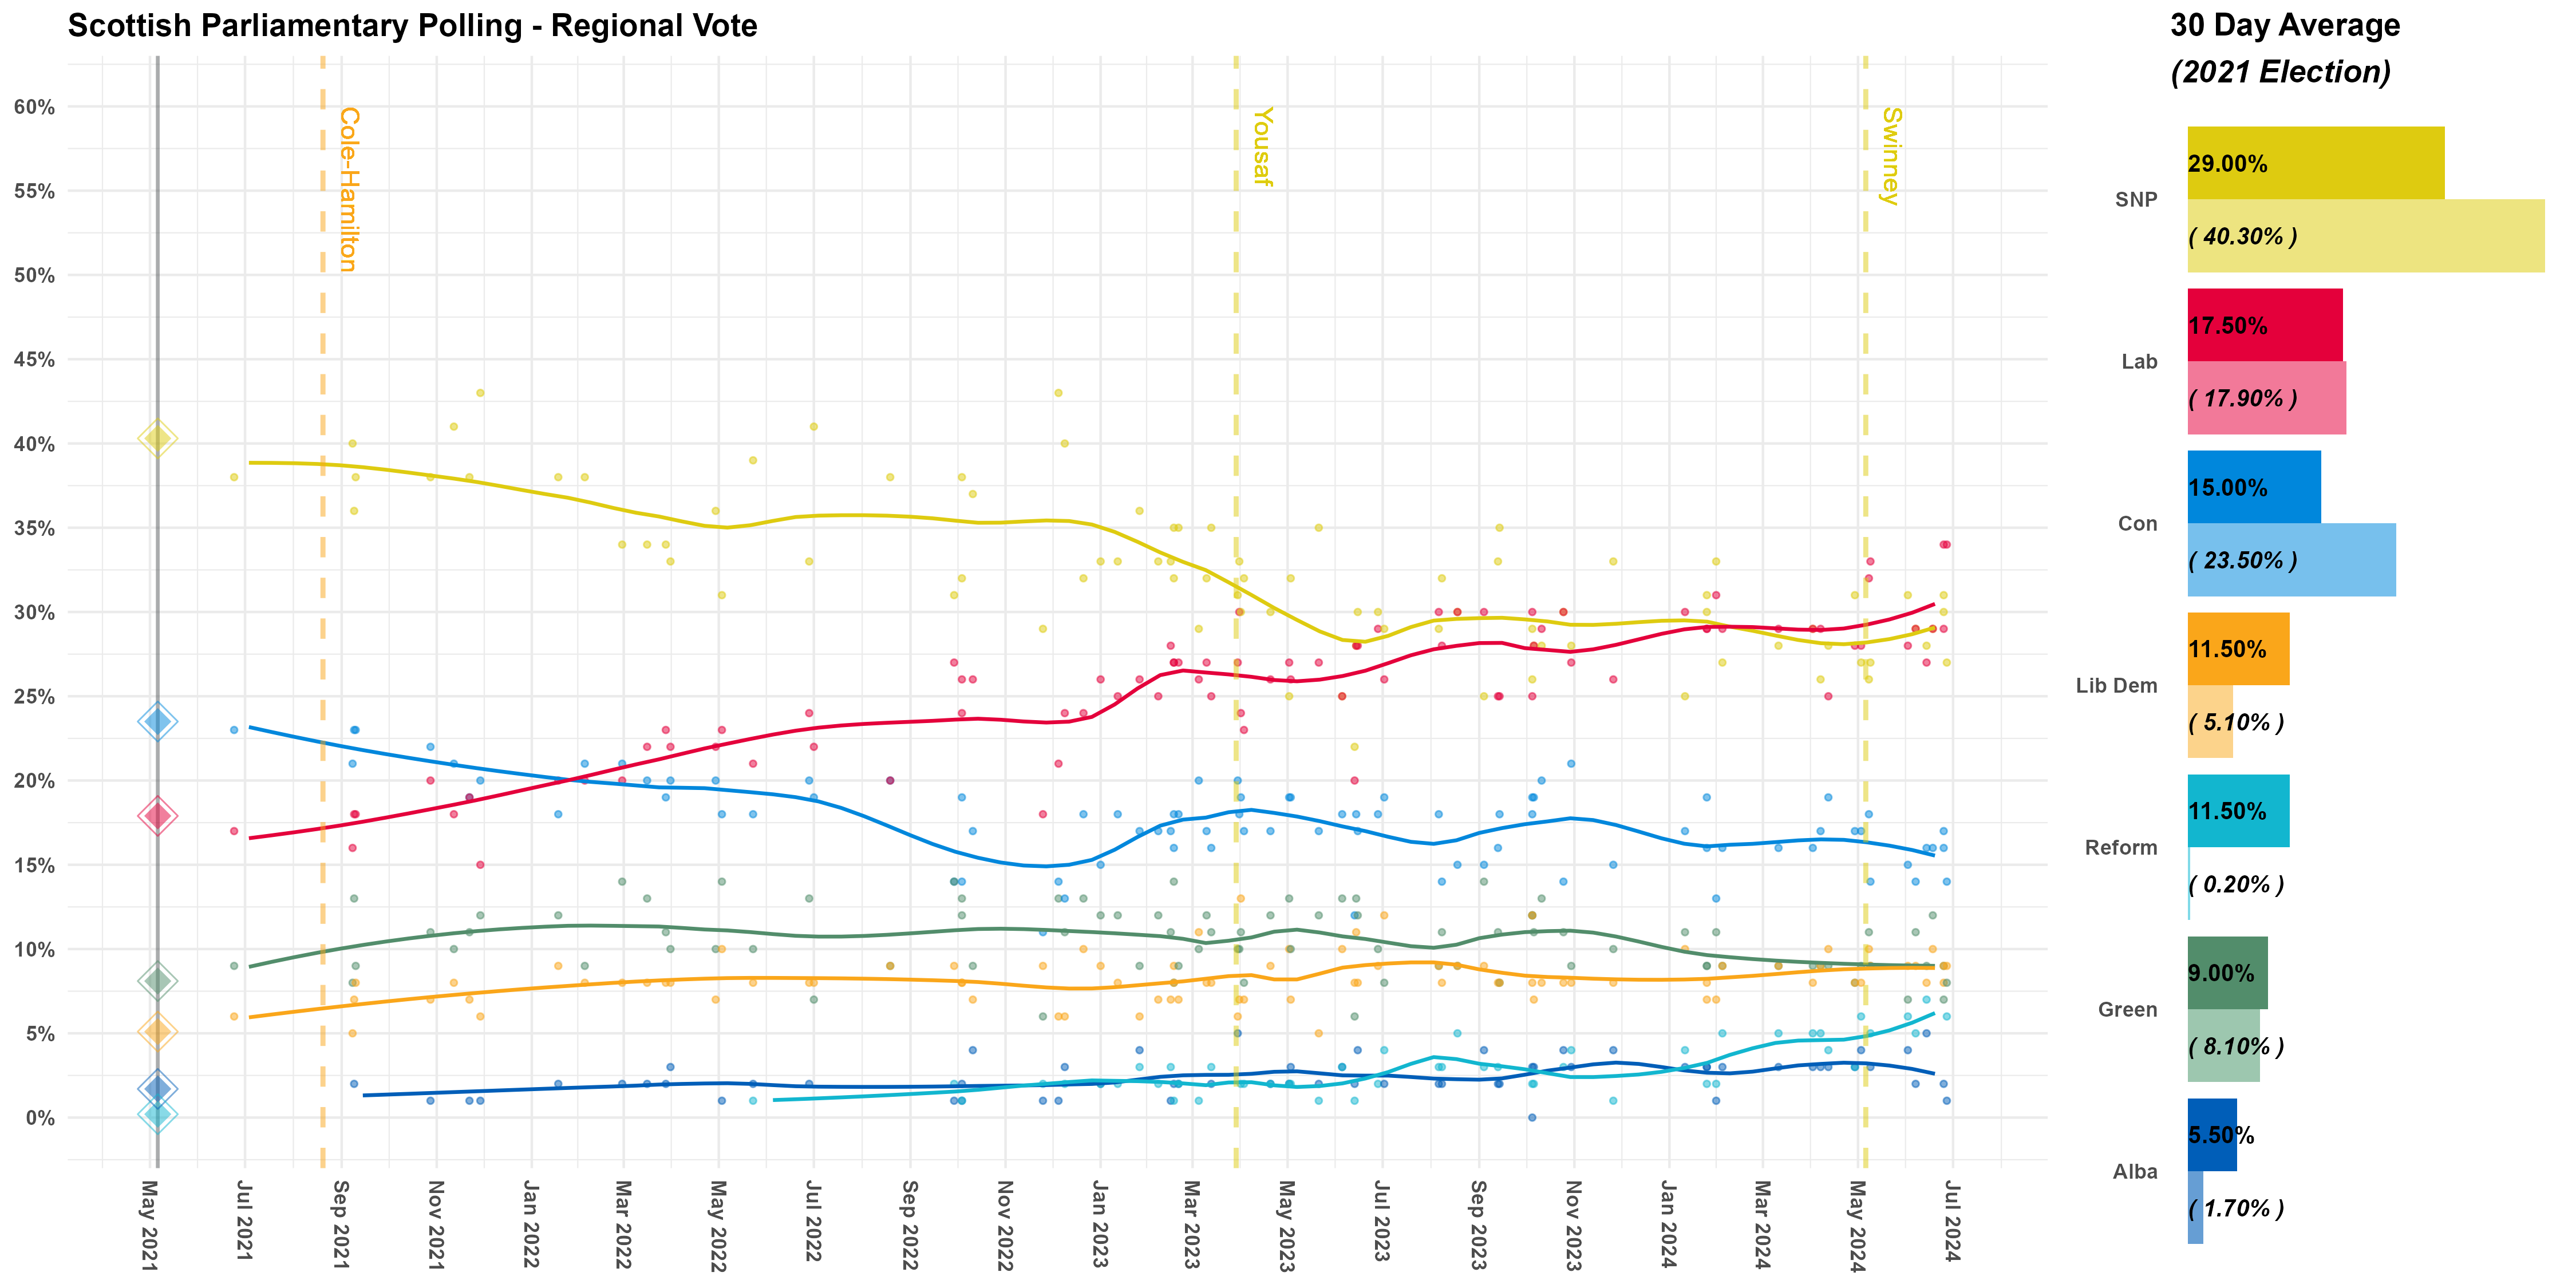 Scottish Parliamentary Polling - Regional Vote
30 Day Average
(2021 Election)
60%
55%
50%
45%
40%
35%
30%
25%
20%
15%
10%
5%
0%
Cole-Hamilton
Yousaf
Swinney
May 2021
Jul 2021
Sep 2021
Nov 2021
Jan 2022
Mar 2022
May 2022
Jul 2022
Sep 2022
Nov 2022
Jan 2023
Mar 2023
May 2023
Jul 2023
Sep 2023
Nov 2023
Jan 2024
Mar 2024
May 2024
Jul 2024
SNP
29.00%
( 40.30% )
Lab
17.50%
( 17.90% )
Con
15.00%
( 23.50% )
Lib Dem
11.50%
( 5.10% )
Reform
11.50%
( 0.20% )
Green
9.00%
( 8.10% )
Alba
5.50%
( 1.70% )